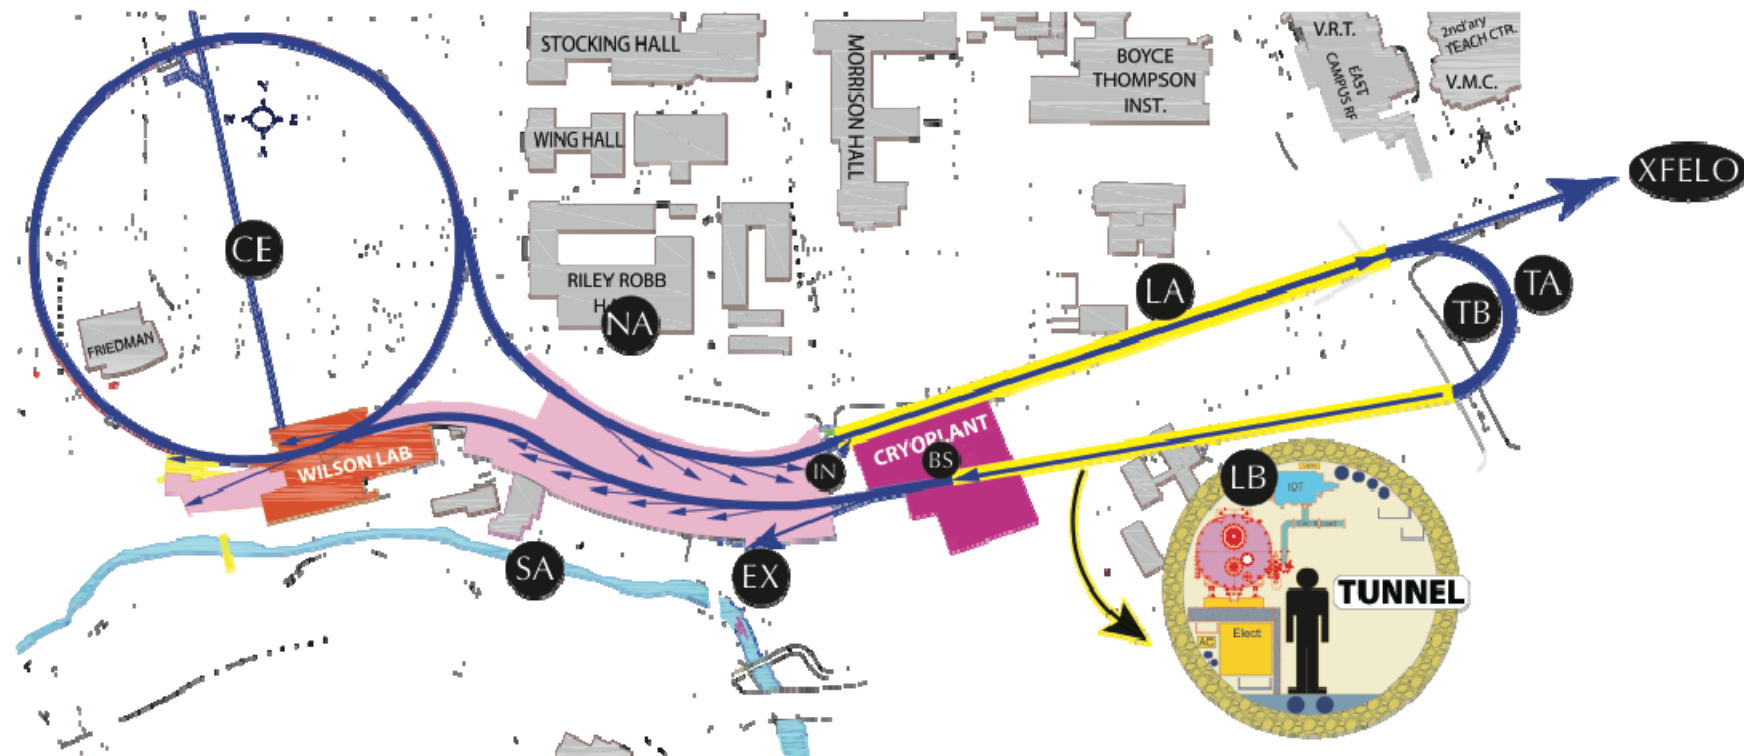 STOCKING HALL
WING HALL
MORRISON HALL
BOYCE
THOMPSON
INST.
V.R.T.
EAST
CAMPUS RF
2nd'ary
TEACH CTR.
V.M.C.
XFELO
CE
RILEY ROBB
NA
LA
TB
TA
FRIEDMAN
WILSON LAB
IN
CRYOPLANT
BS
SA
EX
LB
IOT
TUNNEL
Elect
AC